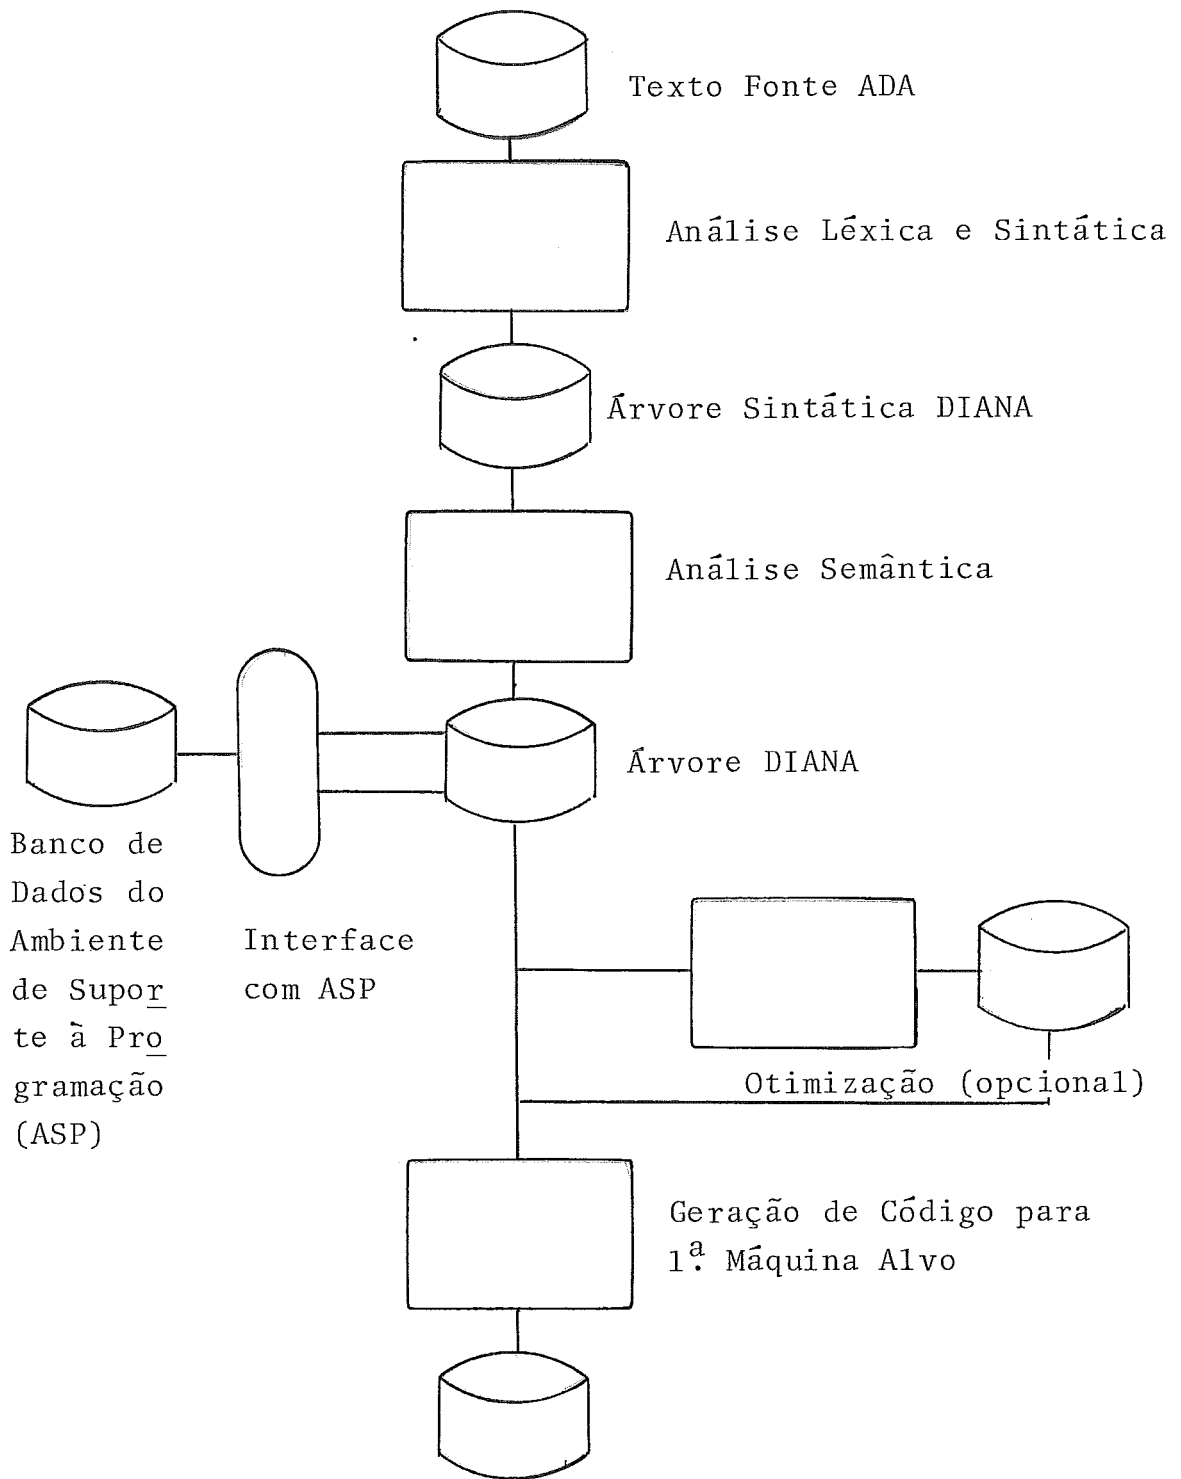 Texto Fonte ADA
Análise Léxica e Sintática
Árvore Sintática DIANA
Análise Semântica
Árvore DIANA
Banco de
Dados do
Ambiente
de Supor
te à Pro
gramação
(ASP)
Interface
com ASP
Otimização (opcional)
Geração de Código para
1ª. Máquina Alvo